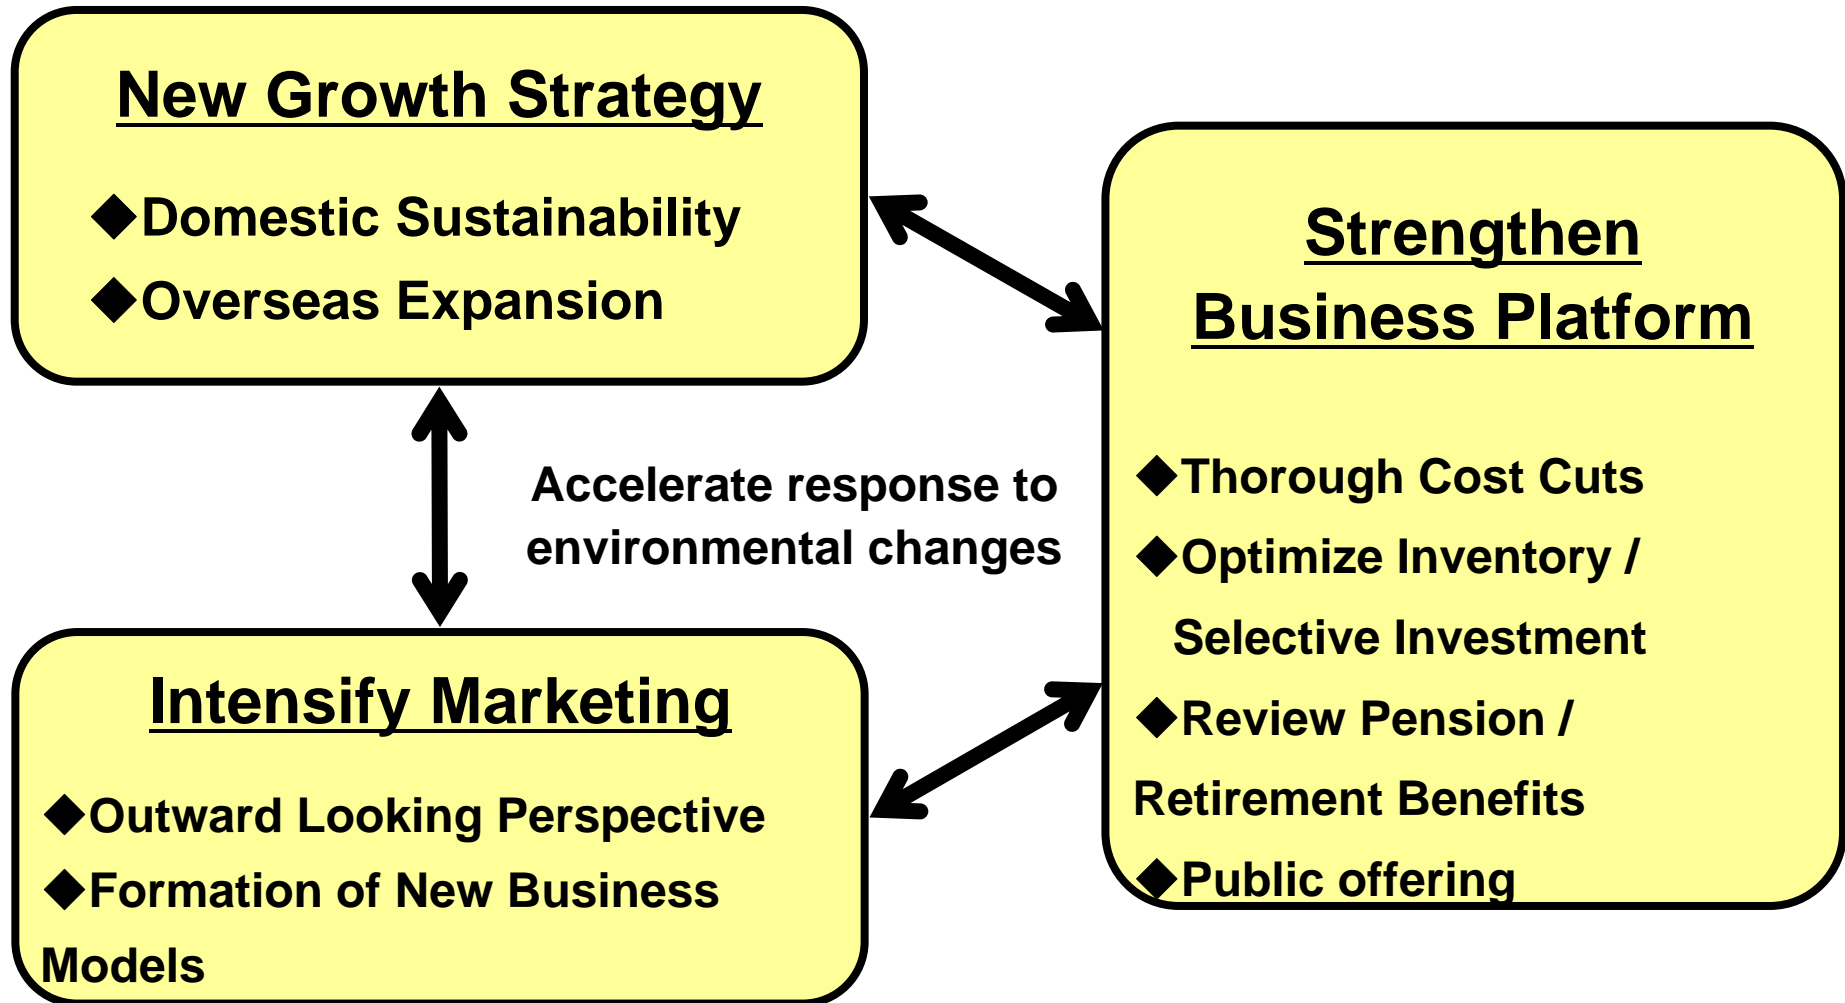 New Growth Strategy
◆Domestic Sustainability
◆Overseas Expansion
Strengthen
Business Platform
◆Thorough Cost Cuts
◆Optimize Inventory /
Selective Investment
◆Review Pension /
Retirement Benefits
◆Public offering
Accelerate response to
environmental changes
Intensify Marketing
◆Outward Looking Perspective
◆Formation of New Business
Models